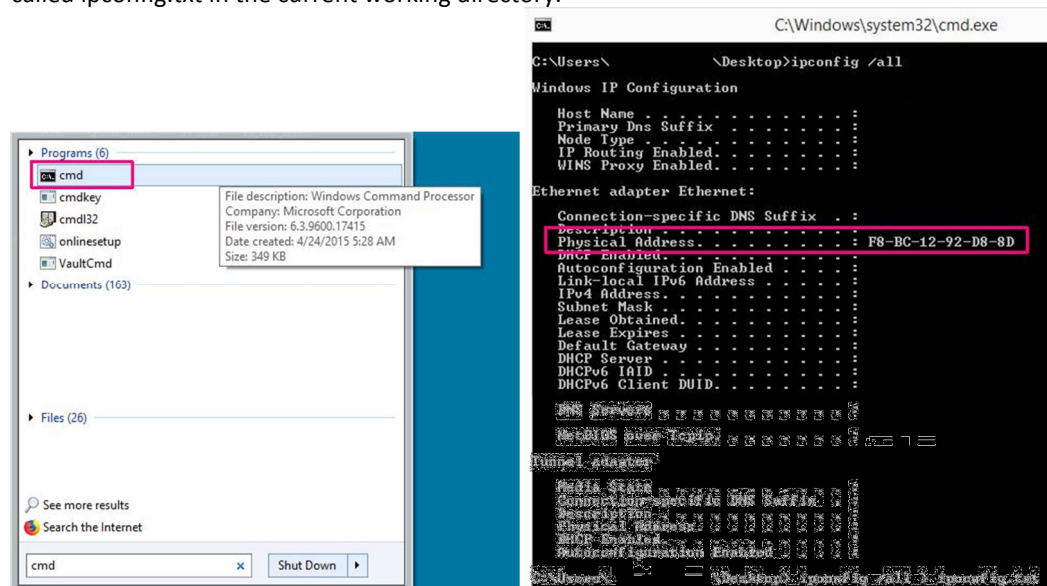 called ipconfig.txt in the current working directory.
Programs (6)
cmd
cmdkey
cmdl32
onlinesetup
VaultCmd
File description: Windows Command Processor
Company: Microsoft Corporation
File version: 6.3.9600.17415
Date created: 4/24/2015 5:28 AM
Size: 349 KB
Documents (163)
Files (26)
See more results
Search the Internet
cmd
Shut Down
C:\Windows\system32\cmd.exe
C:\Users\ \Desktop>ipconfig /all
Windows IP Configuration
Host Name . . . . . . . . . . . . :
Primary Dns Suffix . . . . . . . :
Node Type . . . . . . . . . . . . :
IP Routing Enabled. . . . . . . . :
WINS Proxy Enabled. . . . . . . . :
Ethernet adapter Ethernet:
Connection-specific DNS Suffix . :
Description . . . . . . . . . . . :
Physical Address. . . . . . . . . : F8-BC-12-92-D8-8D
DHCP Enabled. . . . . . . . . . . :
Autoconfiguration Enabled . . . . :
Link-local IPv6 Address . . . . . :
IPv4 Address. . . . . . . . . . . :
Subnet Mask . . . . . . . . . . . :
Lease Obtained. . . . . . . . . . :
Lease Expires . . . . . . . . . . :
Default Gateway . . . . . . . . . :
DHCP Server . . . . . . . . . . . :
DHCPv6 IAID . . . . . . . . . . . :
DHCPv6 Client DUID. . . . . . . . :
DNS Servers . . . . . . . . . . . :
NetBIOS over Tcpip. . . . . . . . :
Tunnel adapter
Media State . . . . . . . . . . . :
Connection-specific DNS Suffix . :
Description . . . . . . . . . . . :
Physical Address. . . . . . . . . :
DHCP Enabled. . . . . . . . . . . :
Autoconfiguration Enabled . . . . :
C:\Users\ \Desktop> ipconfig /all > ipconfig.txt